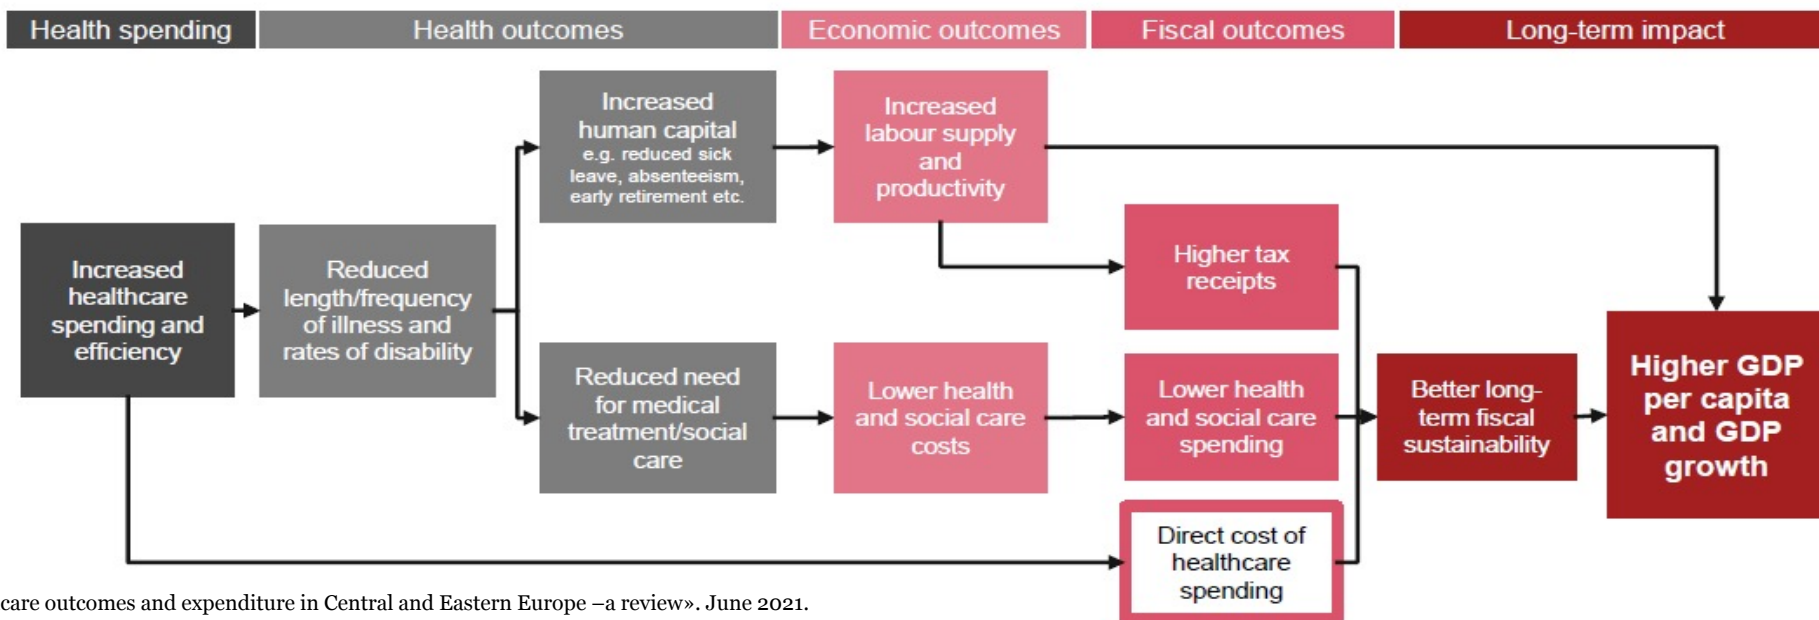 Health spending
Health outcomes
Economic outcomes
Fiscal outcomes
Long-term impact
Increased
healthcare
spending and
efficiency
Reduced
length/frequency
of illness and
rates of disability
Increased
human capital
e.g. reduced sick
leave, absenteeism,
early retirement etc.
Reduced need
for medical
treatment/social
care
Increased
labour supply
and
productivity
Lower health
and social care
costs
Higher tax
receipts
Lower health
and social care
spending
Direct cost of
healthcare
spending
Better long-
term fiscal
sustainability
Higher GDP
per capita
and GDP
growth
care outcomes and expenditure in Central and Eastern Europe –a review». June 2021.